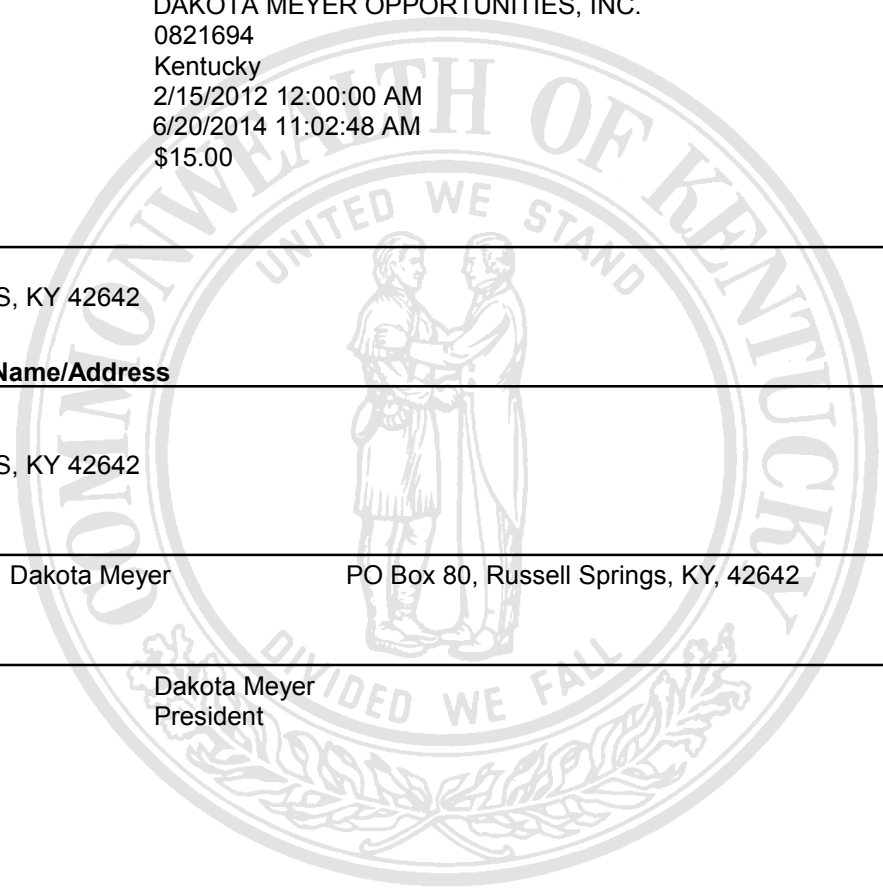 DAKOTA MEYER OPPORTUNITIES, INC.
0821694
Kentucky
2/15/2012 12:00:00 AM
6/20/2014 11:02:48 AM
$15.00
S, KY 42642
Name/Address
S, KY 42642
Dakota Meyer PO Box 80, Russell Springs, KY, 42642
Dakota Meyer
President
COMMONWEALTH OF KENTUCKY
UNITED WE STAND
DIVIDED WE FALL